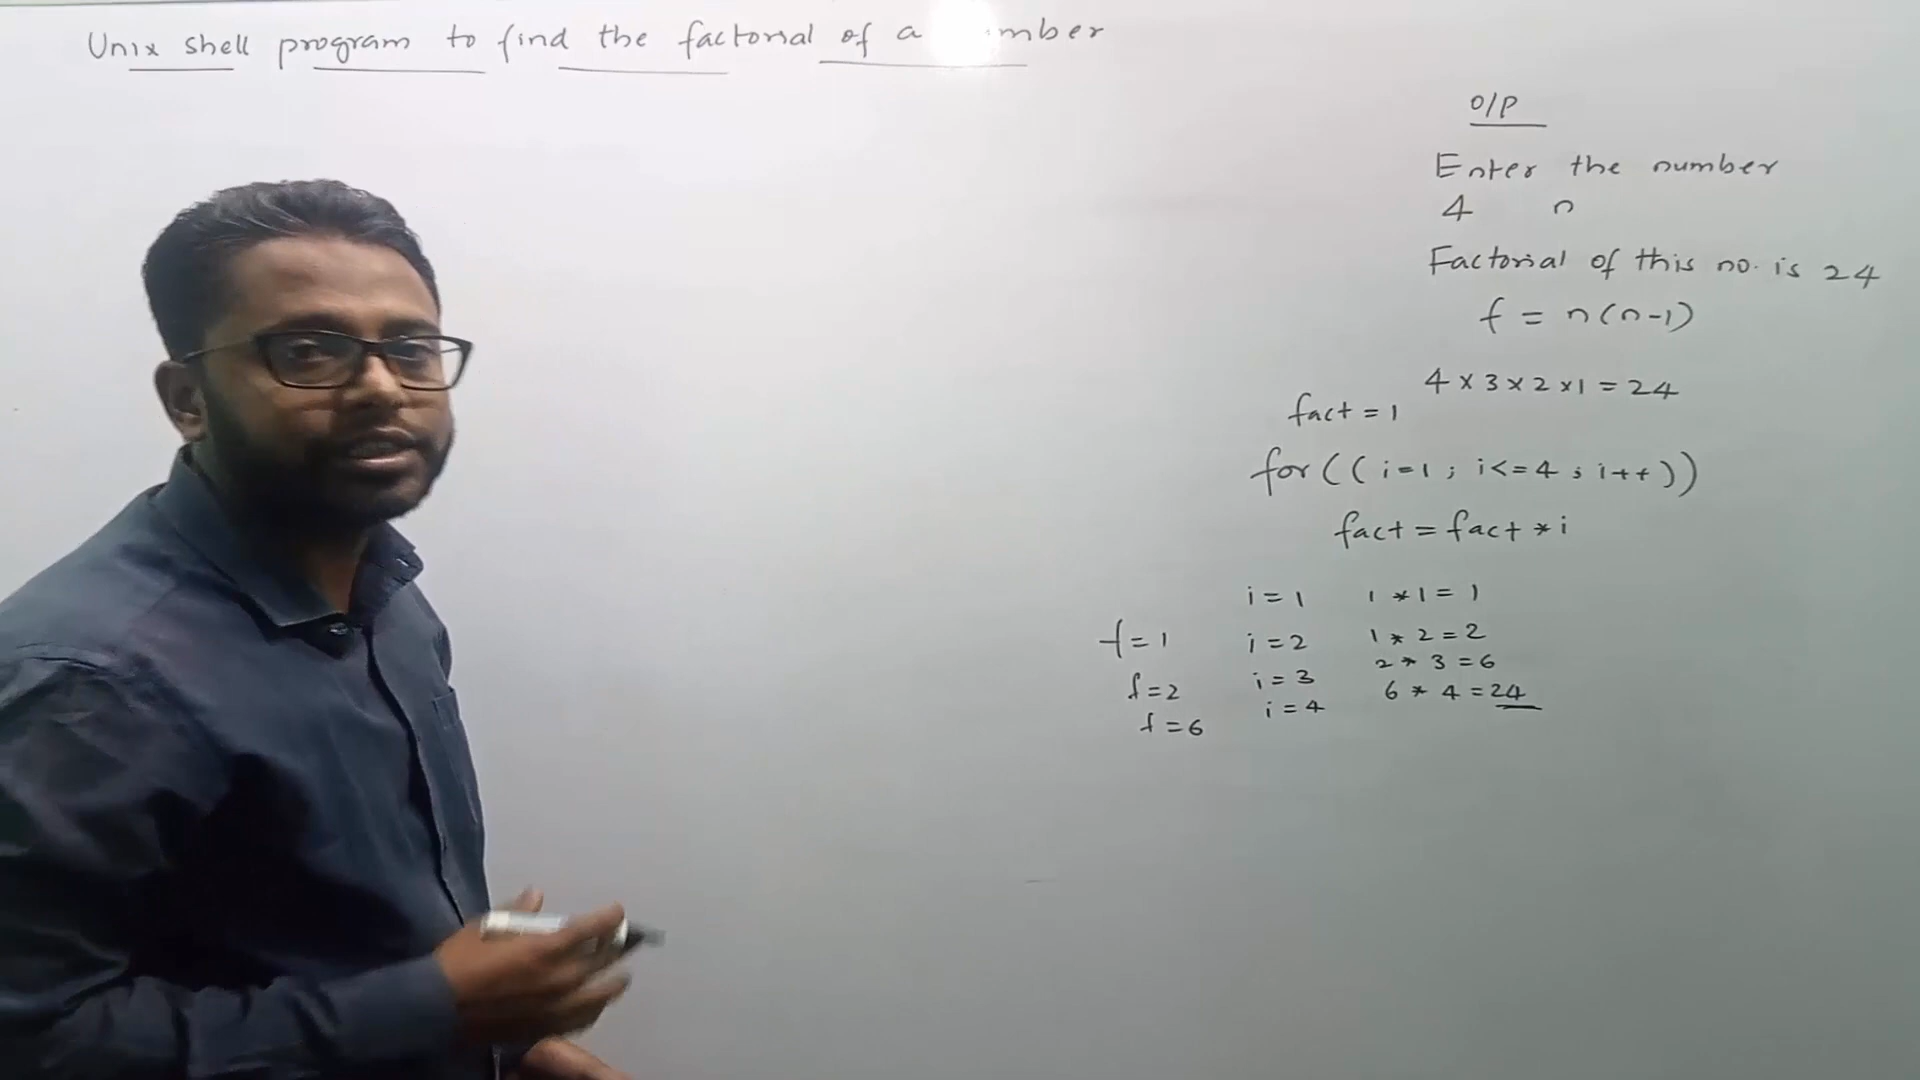 Unix shell program to find the factorial of a mber
O/P
Enter the number
4 n
Factorial of this no. is 24
f = n(n-1)
4 x 3 x 2 x 1 = 24
fact = 1
for((i=1; i<=4; i++))
fact = fact * i
i = 1 1 * 1 = 1
f = 1 i = 2 1 * 2 = 2
f = 2 i = 3 2 * 3 = 6
f = 6 i = 4 6 * 4 = 24